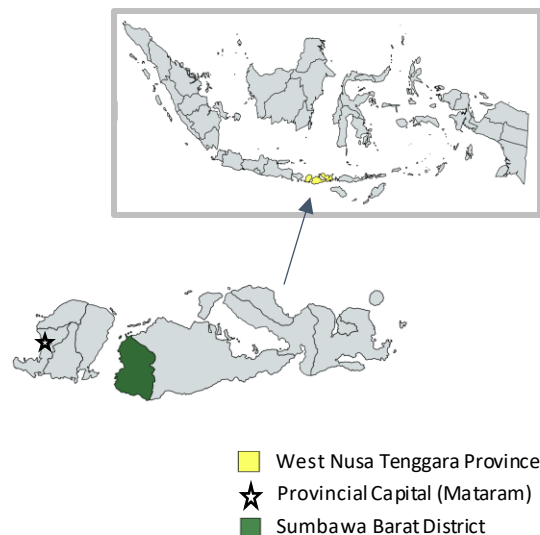 West Nusa Tenggara Province
Provincial Capital (Mataram)
Sumbawa Barat District